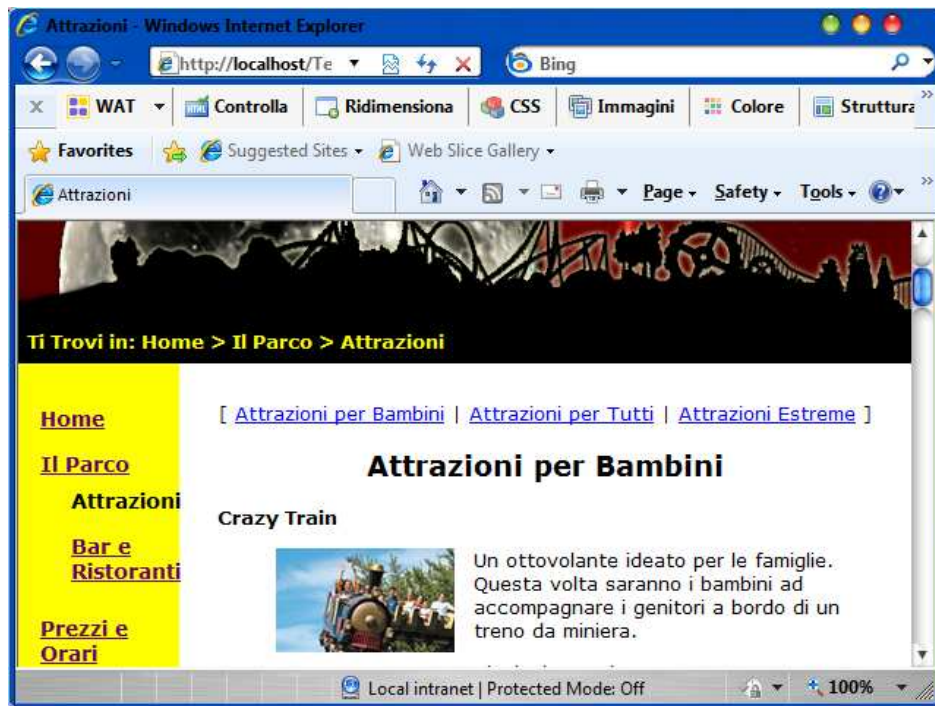 Attrazioni - Windows Internet Explorer
http://localhost/Te Bing
x WAT Controlla Ridimensiona CSS Immagini Colore Struttura »
Favorites Suggested Sites Web Slice Gallery
Attrazioni Page Safety Tools »
Ti Trovi in: Home > Il Parco > Attrazioni
Home
Il Parco
Attrazioni
Bar e
Ristoranti
Prezzi e
Orari
[ Attrazioni per Bambini | Attrazioni per Tutti | Attrazioni Estreme ]
Attrazioni per Bambini
Crazy Train
Un ottovolante ideato per le famiglie.
Questa volta saranno i bambini ad
accompagnare i genitori a bordo di un
treno da miniera.
Local intranet | Protected Mode: Off 100%